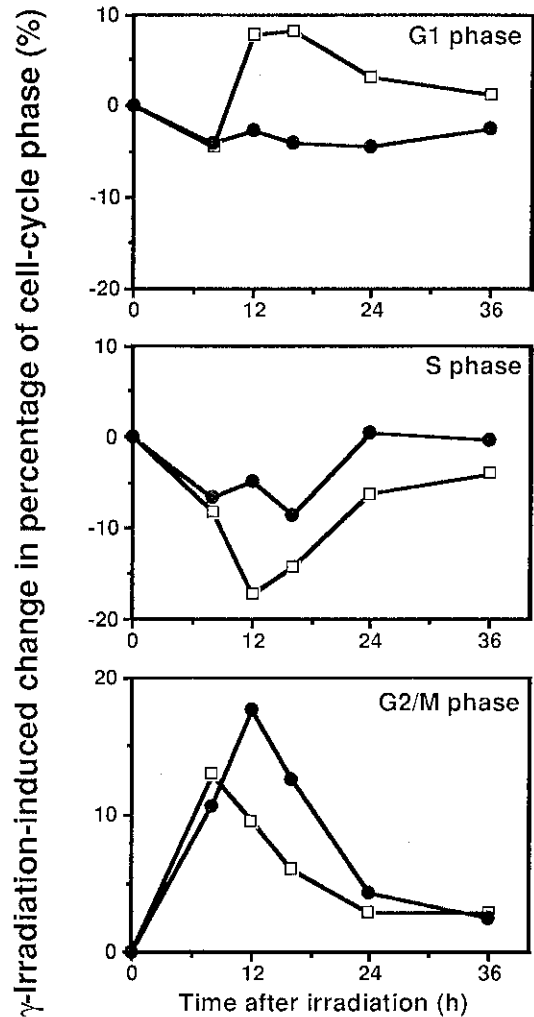 γ-Irradiation-induced change in percentage of cell-cycle phase (%)
10
G1 phase
0
-10
-20
0 12 24 36
10
S phase
0
-10
-20
0 12 24 36
20
G2/M phase
10
0
0 12 24 36
Time after irradiation (h)